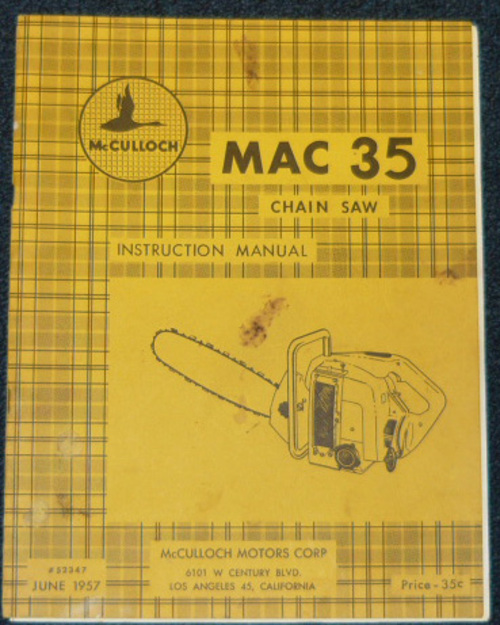 McCULLOCH
MAC 35
CHAIN SAW
INSTRUCTION MANUAL
McCULLOCH MOTORS CORP
6101 W CENTURY BLVD.
LOS ANGELES 45, CALIFORNIA
#52347
JUNE 1957
Price - 35c